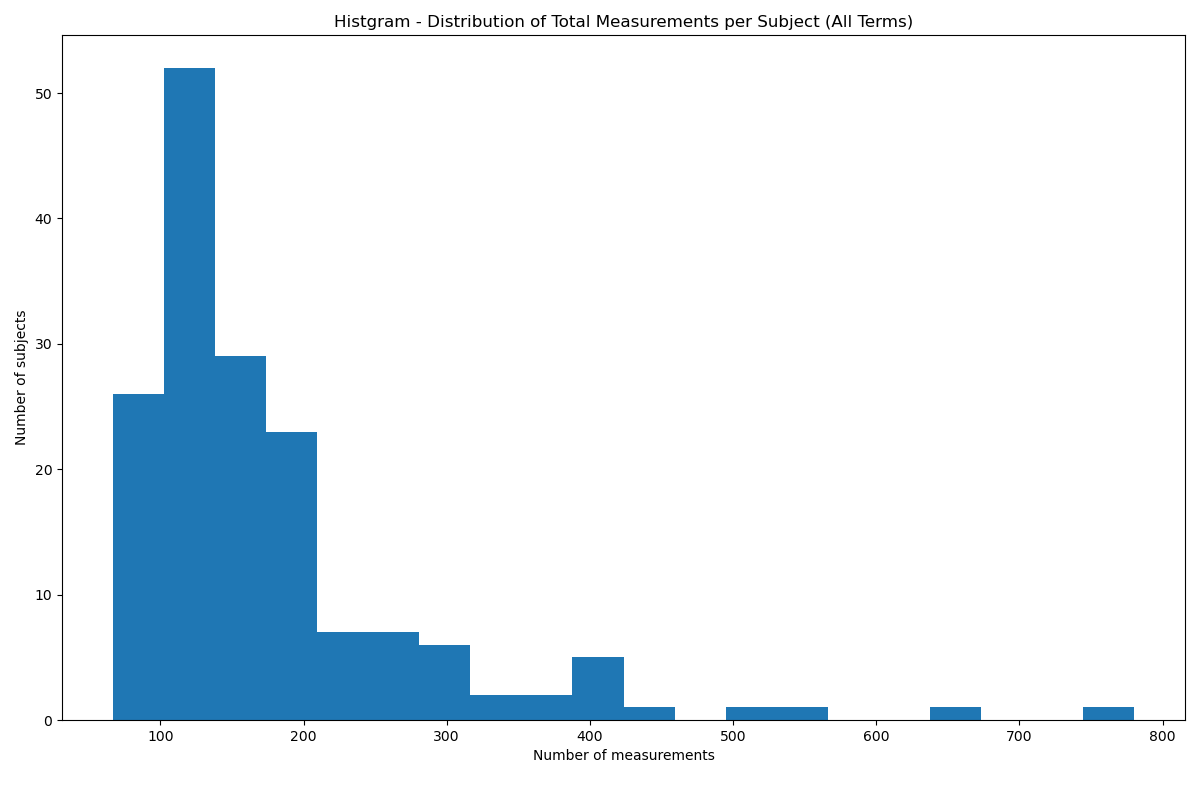 Histgram - Distribution of Total Measurements per Subject (All Terms)
50
40
30
20
10
0
Number of subjects
100 200 300 400 500 600 700 800
Number of measurements